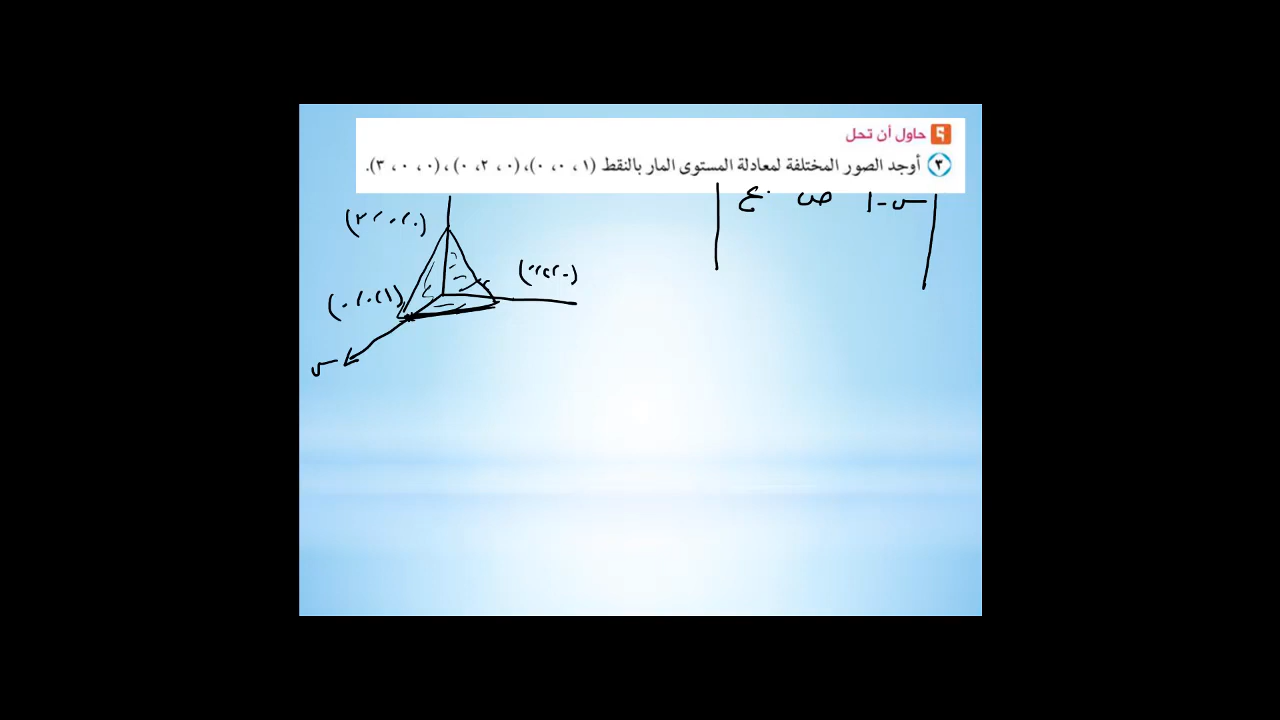 حاول أن تحل
٣ أوجد الصور المختلفة لمعادلة المستوى المار بالنقط (١ ، ٠، ٠)، (٠ ، ٢، ٠) ، (٠ ، ٠ ، ٣).
س-١ ص ع
(٠،٠،٣)
(٠،٢،٠)
(١،٠،٠)
س